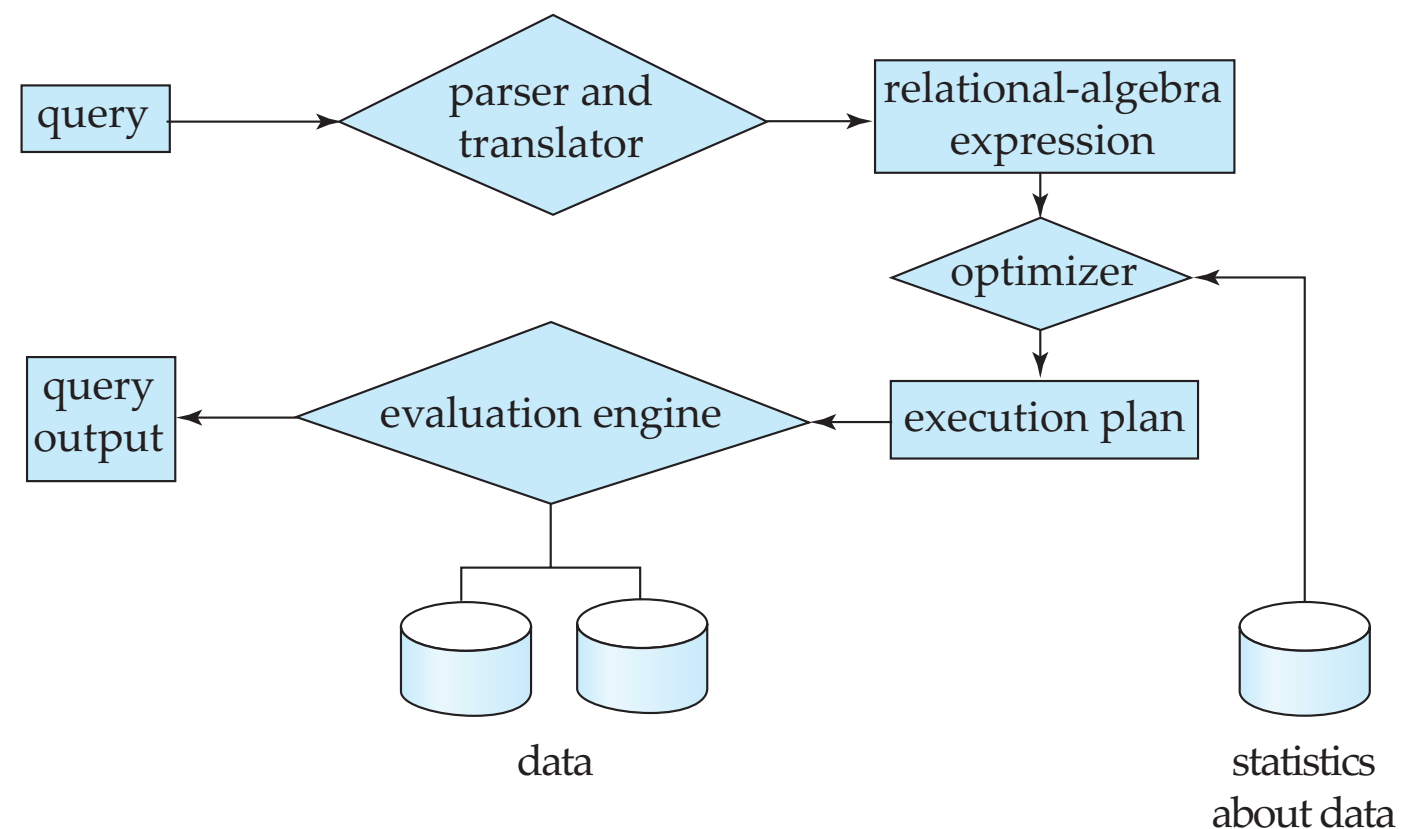 query
parser and
translator
relational-algebra
expression
optimizer
execution plan
evaluation engine
query
output
data
statistics
about data